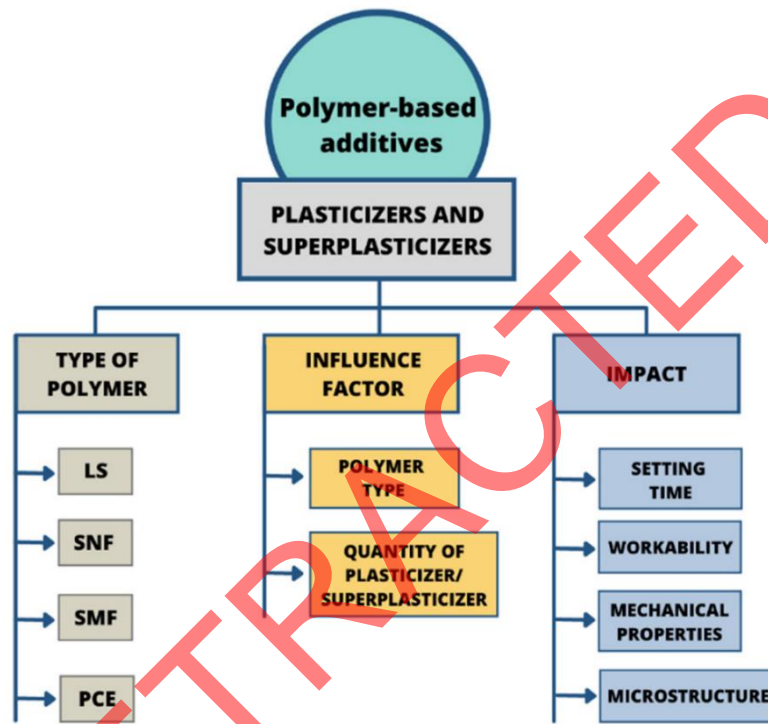 Polymer-based
additives
PLASTICIZERS AND
SUPERPLASTICIZERS
TYPE OF
POLYMER
LS
SNF
SMF
PCE
INFLUENCE
FACTOR
POLYMER
TYPE
QUANTITY OF
PLASTICIZER/
SUPERPLASTICIZER
IMPACT
SETTING
TIME
WORKABILITY
MECHANICAL
PROPERTIES
MICROSTRUCTURE
TRACTED